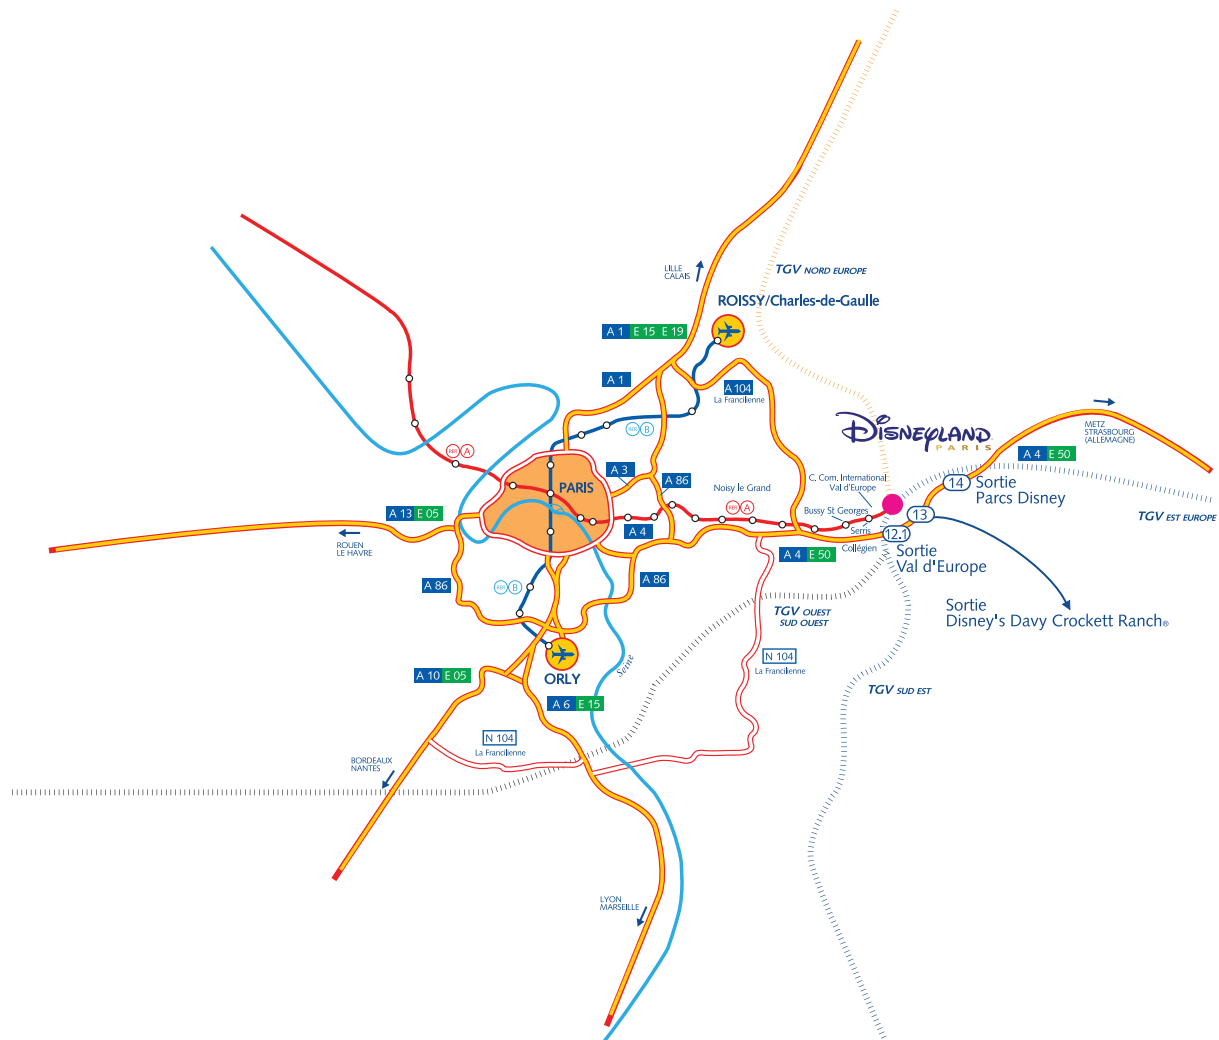 LILLE
CALAIS
TGV NORD EUROPE
ROISSY/Charles-de-Gaulle
A 1 E 15 E 19
A 1
A 104
La Francilienne
RER B
DISNEYLAND
PARIS
METZ
STRASBOURG
(ALLEMAGNE)
A 4 E 50
RER A
A 3
A 86
PARIS
Noisy le Grand
C. Com. International
Val d'Europe
14
Sortie
Parcs Disney
RER A
Bussy St Georges
13
TGV EST EUROPE
A 13 E 05
A 4
Serris
12.1
ROUEN
LE HAVRE
Collégien
A 4 E 50
Sortie
Val d'Europe
A 86
RER B
A 86
TGV OUEST
SUD OUEST
Sortie
Disney's Davy Crockett Ranch®
N 104
La Francilienne
Seine
A 10 E 05
ORLY
TGV SUD EST
A 6 E 15
N 104
La Francilienne
BORDEAUX
NANTES
LYON
MARSEILLE